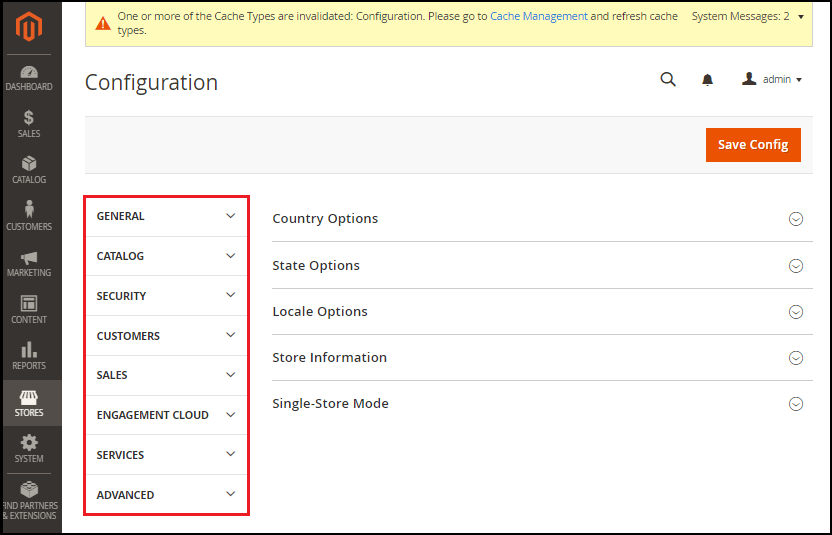 One or more of the Cache Types are invalidated: Configuration. Please go to Cache Management and refresh cache
types.
System Messages: 2
Configuration
admin
Save Config
DASHBOARD
SALES
CATALOG
CUSTOMERS
MARKETING
CONTENT
REPORTS
STORES
SYSTEM
FIND PARTNERS
& EXTENSIONS
GENERAL
CATALOG
SECURITY
CUSTOMERS
SALES
ENGAGEMENT CLOUD
SERVICES
ADVANCED
Country Options
State Options
Locale Options
Store Information
Single-Store Mode